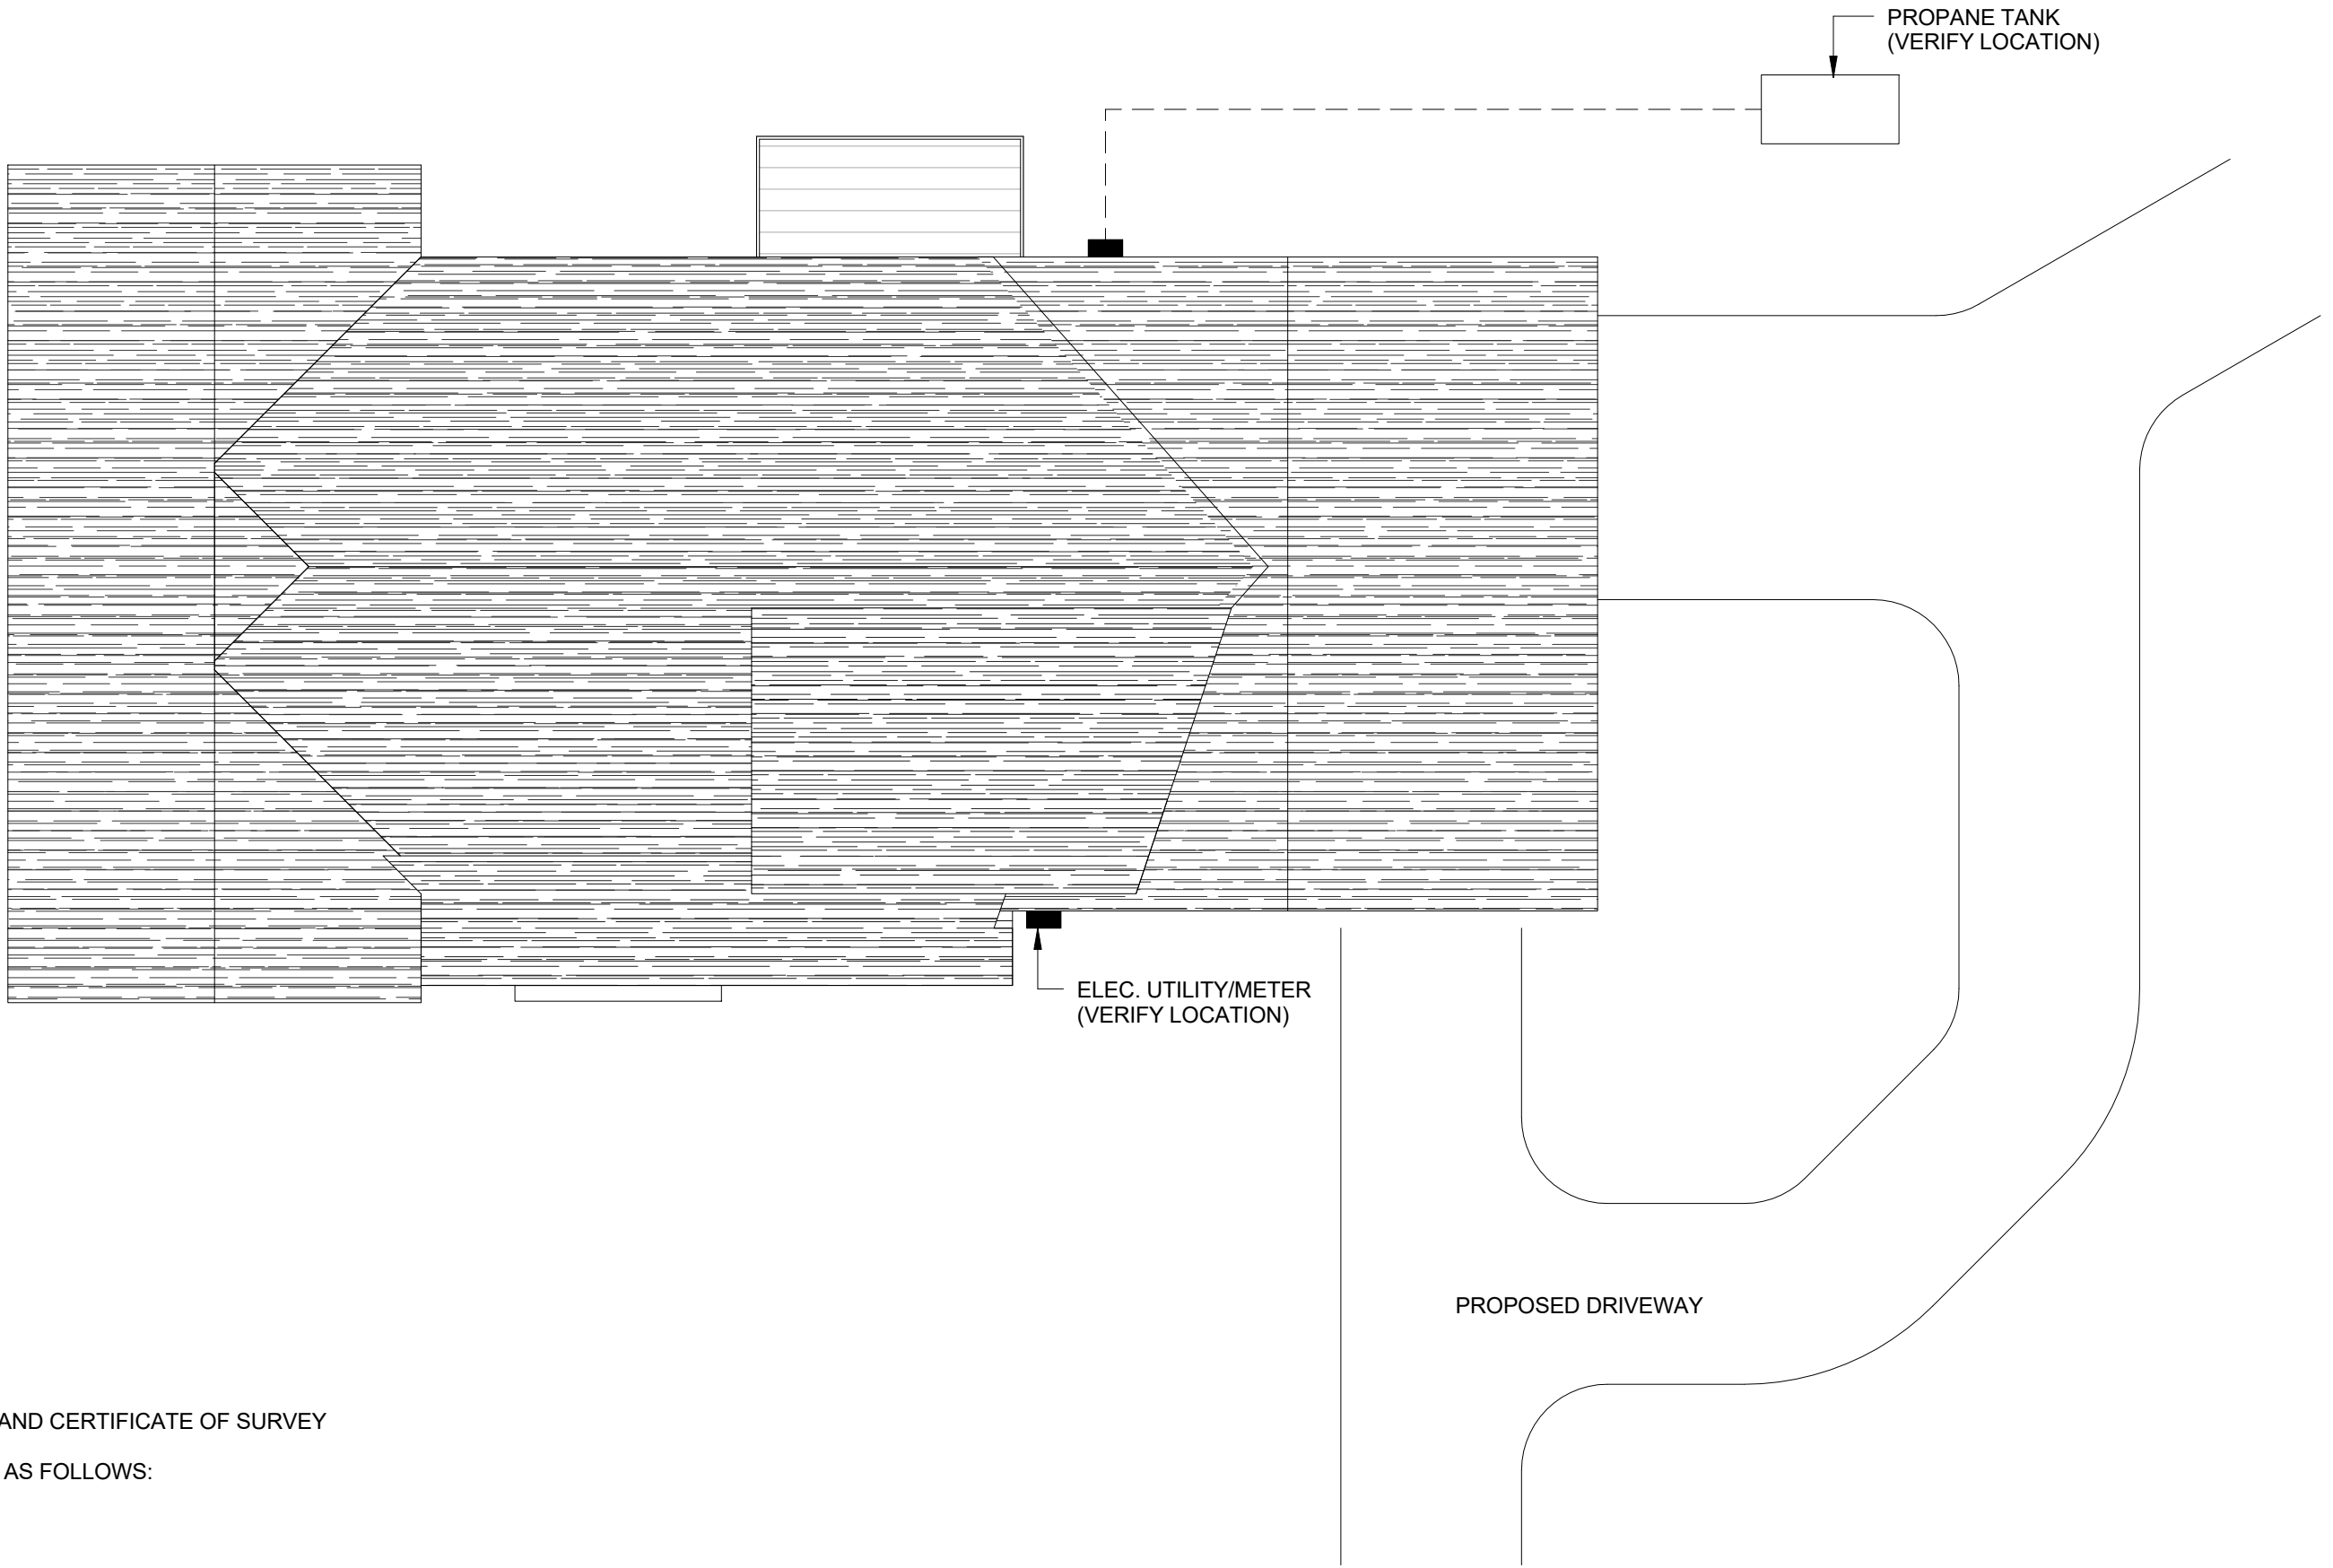 PROPANE TANK
(VERIFY LOCATION)
ELEC. UTILITY/METER
(VERIFY LOCATION)
PROPOSED DRIVEWAY
AND CERTIFICATE OF SURVEY
AS FOLLOWS: